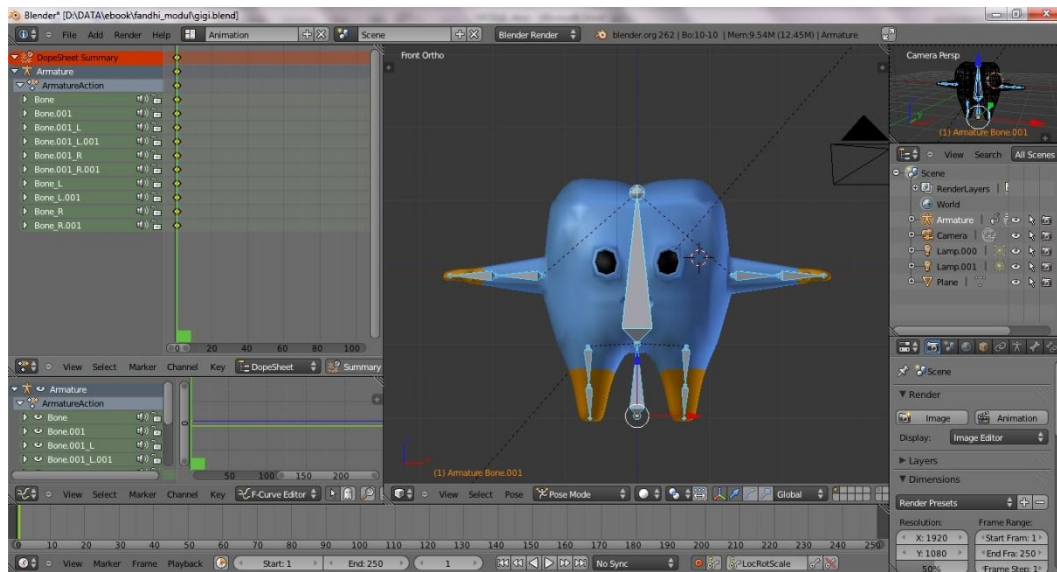 Blender* [D:\DATA\ebook\fandhi_modul\gigi.blend]
File Add Render Help Animation Scene Blender Render blender.org 262 | Bo:10-10 | Mem:9.54M (12.45M) | Armature
DopeSheet Summary
Armature
ArmatureAction
Bone
Bone.001
Bone.001_L
Bone.001_L.001
Bone.001_R
Bone.001_R.001
Bone_L
Bone_L.001
Bone_R
Bone_R.001
0 20 40 60 80 100
View Select Marker Channel Key DopeSheet Summary
Armature
ArmatureAction
Bone
Bone.001
Bone.001_L
Bone.001_L.001
50 100 150 200
View Select Marker Channel Key F-Curve Editor
Front Ortho
(1) Armature Bone.001
View Select Pose Pose Mode Global
Camera Persp
(1) Armature Bone.001
View Search All Scenes
Scene
RenderLayers |
World
Armature |
Camera |
Lamp.000 |
Lamp.001 |
Plane |
Scene
Render
Image Animation
Display: Image Editor
Layers
Dimensions
Render Presets
Resolution: Frame Range:
X: 1920 Start Fram: 1
Y: 1080 End Fra: 250
50% Frame Step: 1
0 10 20 30 40 50 60 70 80 90 100 110 120 130 140 150 160 170 180 190 200 210 220 230 240 250
View Marker Frame Playback Start: 1 End: 250 1 No Sync LocRotScale